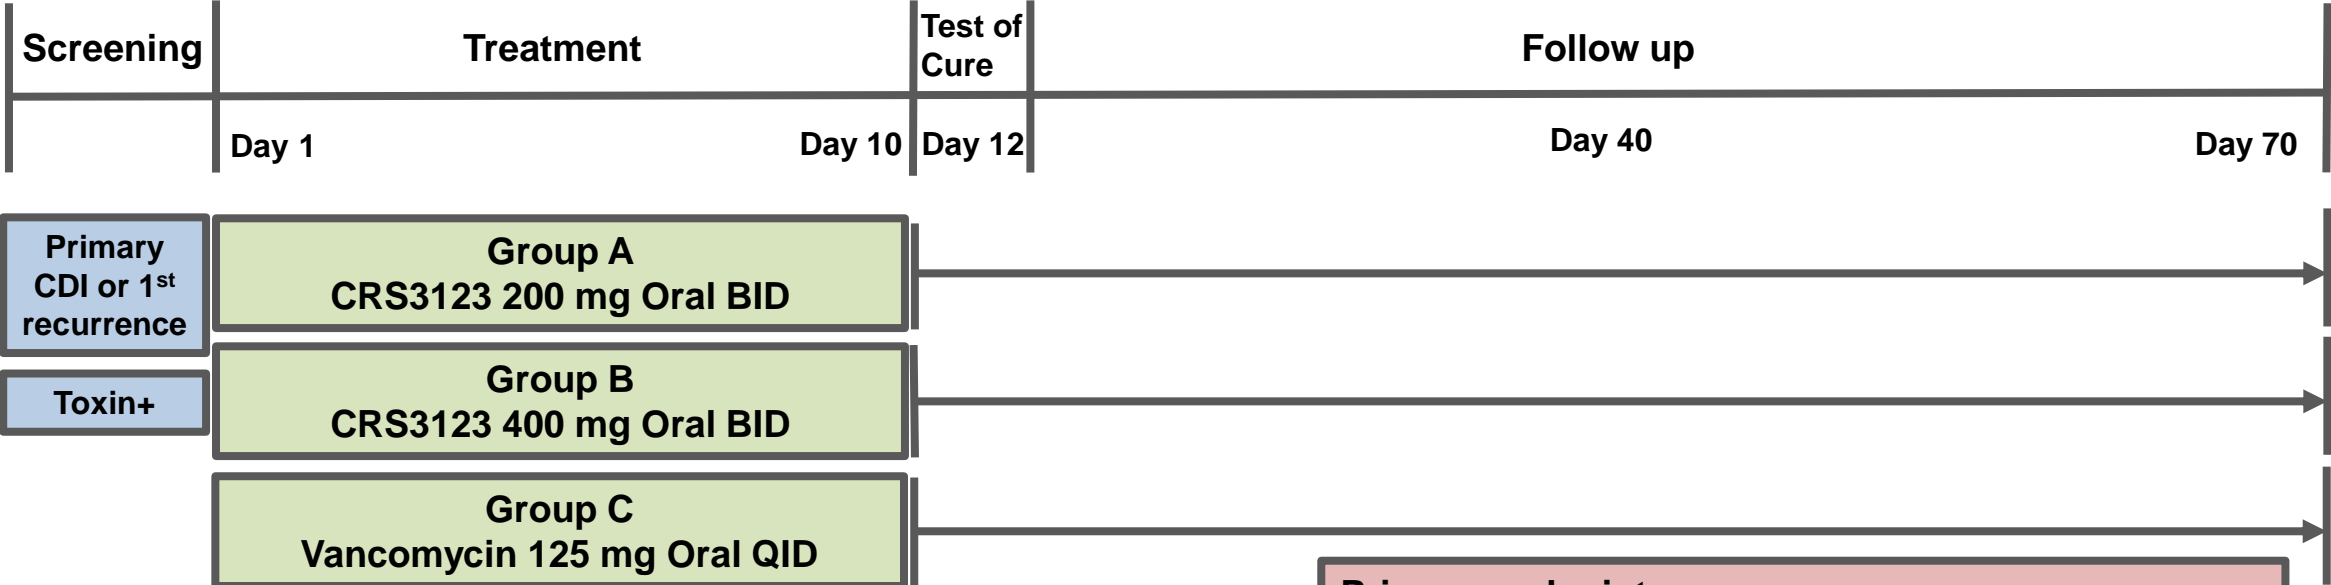 Screening
Treatment
Test of
Cure
Follow up
Day 1
Day 10
Day 12
Day 40
Day 70
Primary
CDI or 1st
recurrence
Toxin+
Group A
CRS3123 200 mg Oral BID
Group B
CRS3123 400 mg Oral BID
Group C
Vancomycin 125 mg Oral QID